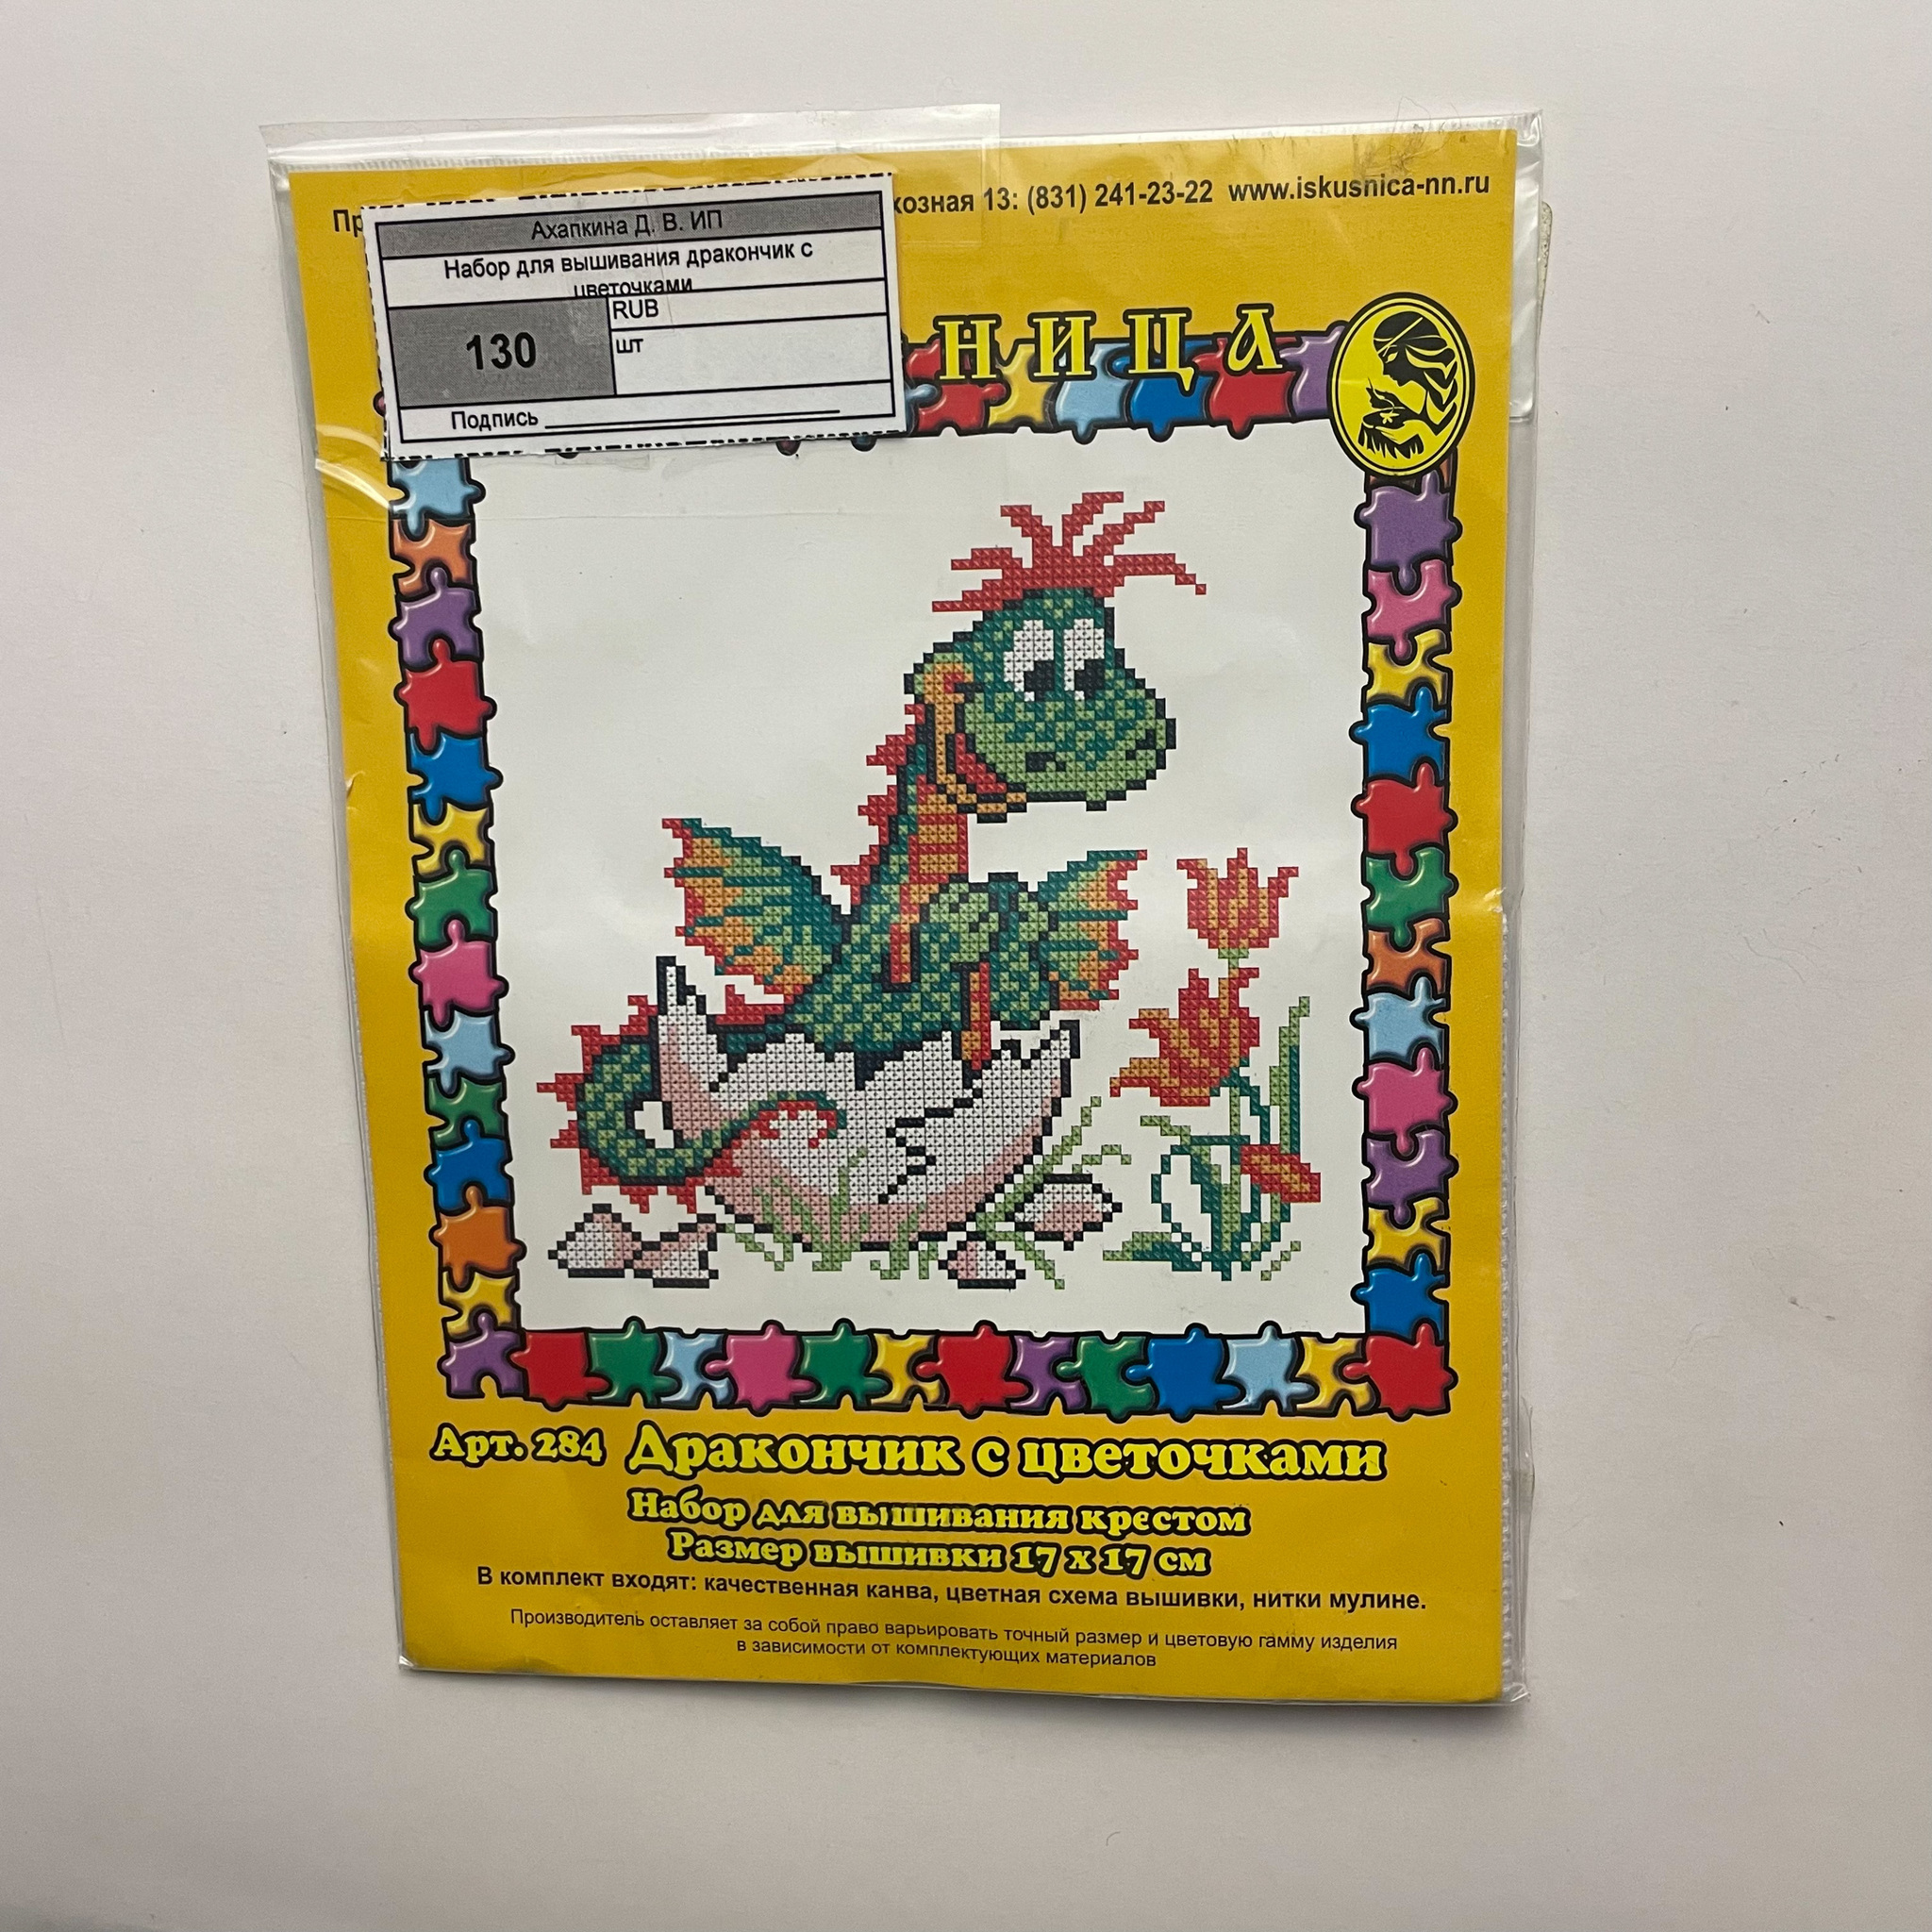 козная 13: (831) 241-23-22 www.iskusnica-nn.ru
Ахапкина Д. В. ИП
Набор для вышивания дракончик с
цветочками
130
RUB
шт
Подпись
НИЦА
Арт. 284 Дракончик с цветочками
Набор для вышивания крестом
Размер вышивки 17 х 17 см
В комплект входят: качественная канва, цветная схема вышивки, нитки мулине.
Производитель оставляет за собой право варьировать точный размер и цветовую гамму изделия
в зависимости от комплектующих материалов